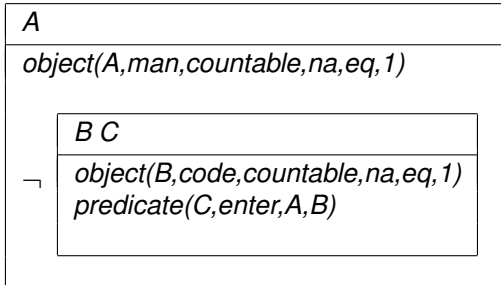 A
object(A,man,countable,na,eq,1)
B C
¬ object(B,code,countable,na,eq,1)
predicate(C,enter,A,B)